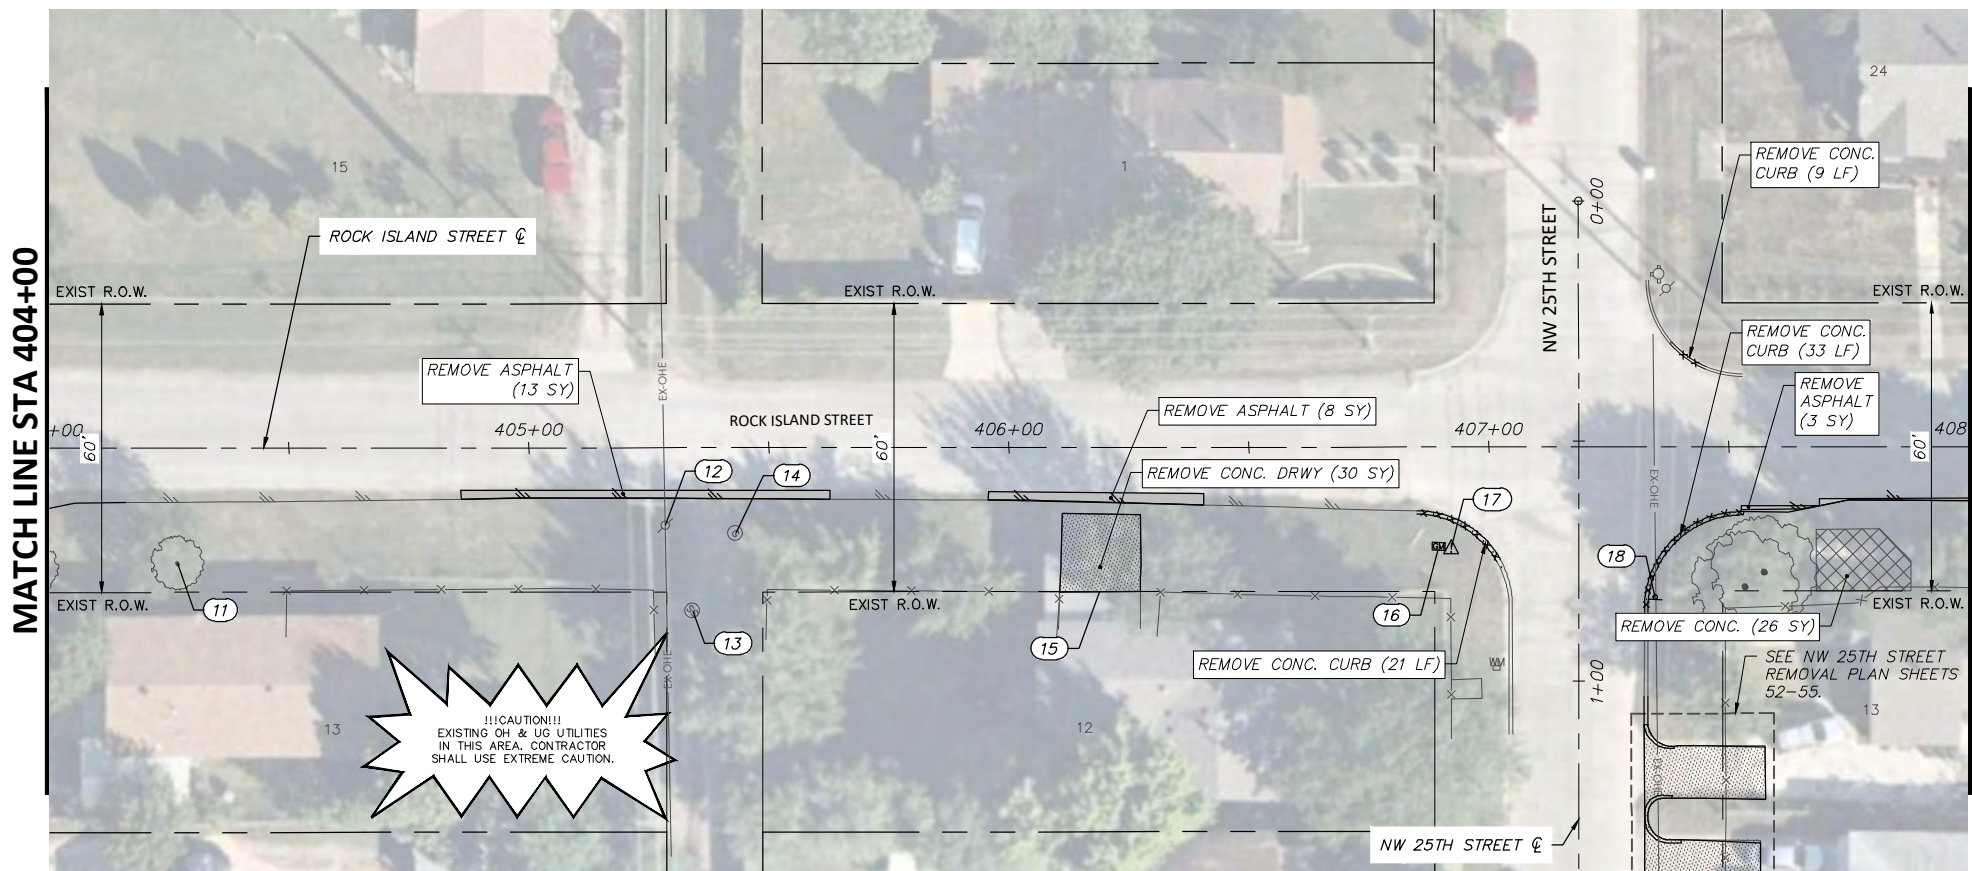 MATCH LINE STA 404+00
15
1
24
REMOVE CONC.
CURB (9 LF)
0+00
NW 25TH STREET
ROCK ISLAND STREET ℄
EXIST R.O.W.
EXIST R.O.W.
EXIST R.O.W.
REMOVE CONC.
CURB (33 LF)
REMOVE ASPHALT
(13 SY)
EX-OHE
REMOVE
ASPHALT
(3 SY)
ROCK ISLAND STREET
REMOVE ASPHALT (8 SY)
+00
60'
405+00
60'
406+00
407+00
60'
408
12
14
REMOVE CONC. DRWY (30 SY)
EX-OHE
17
GM
18
11
EXIST R.O.W.
EXIST R.O.W.
EXIST R.O.W.
16
13
15
REMOVE CONC. (26 SY)
REMOVE CONC. CURB (21 LF)
WM
SEE NW 25TH STREET
REMOVAL PLAN SHEETS
52-55.
EX-OHE
1+00
13
12
13
!!!CAUTION!!!
EXISTING OH & UG UTILITIES
IN THIS AREA. CONTRACTOR
SHALL USE EXTREME CAUTION.
NW 25TH STREET ℄